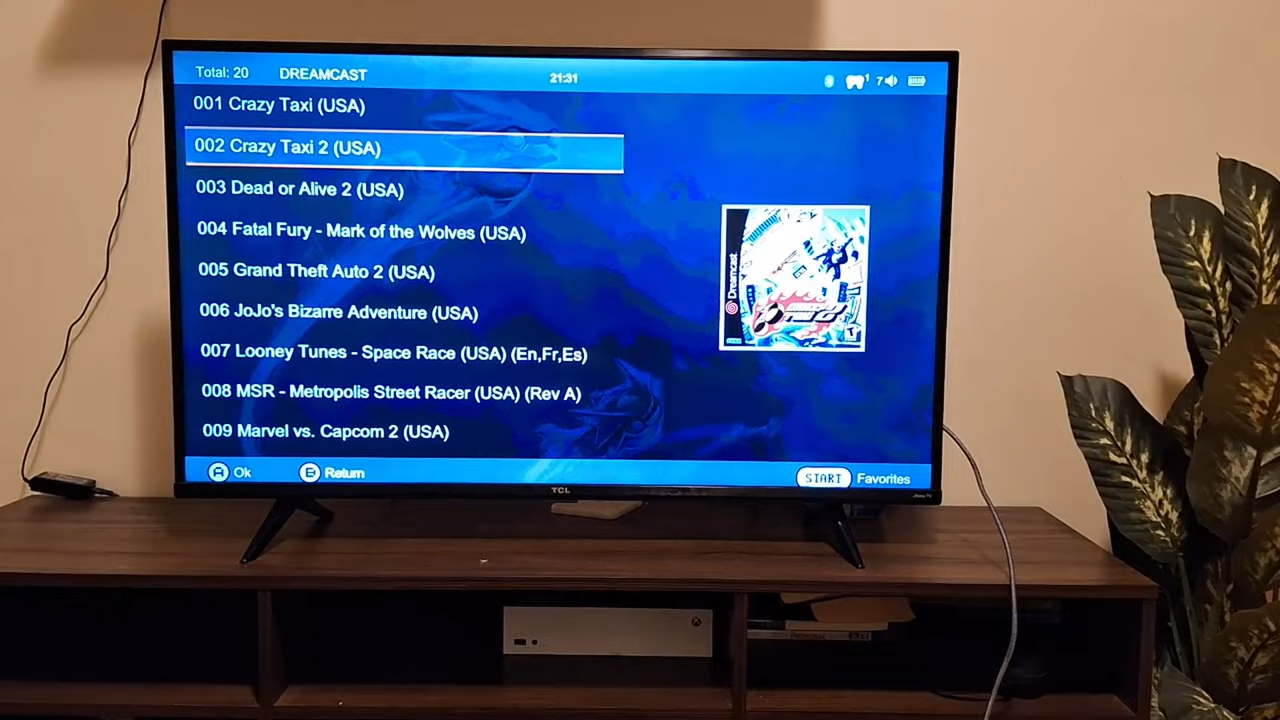 Total: 20 DREAMCAST 21:31 1 7
001 Crazy Taxi (USA)
002 Crazy Taxi 2 (USA)
003 Dead or Alive 2 (USA)
004 Fatal Fury - Mark of the Wolves (USA)
005 Grand Theft Auto 2 (USA)
006 JoJo's Bizarre Adventure (USA)
007 Looney Tunes - Space Race (USA) (En,Fr,Es)
008 MSR - Metropolis Street Racer (USA) (Rev A)
009 Marvel vs. Capcom 2 (USA)
Dreamcast
A Ok B Return START Favorites
TCL